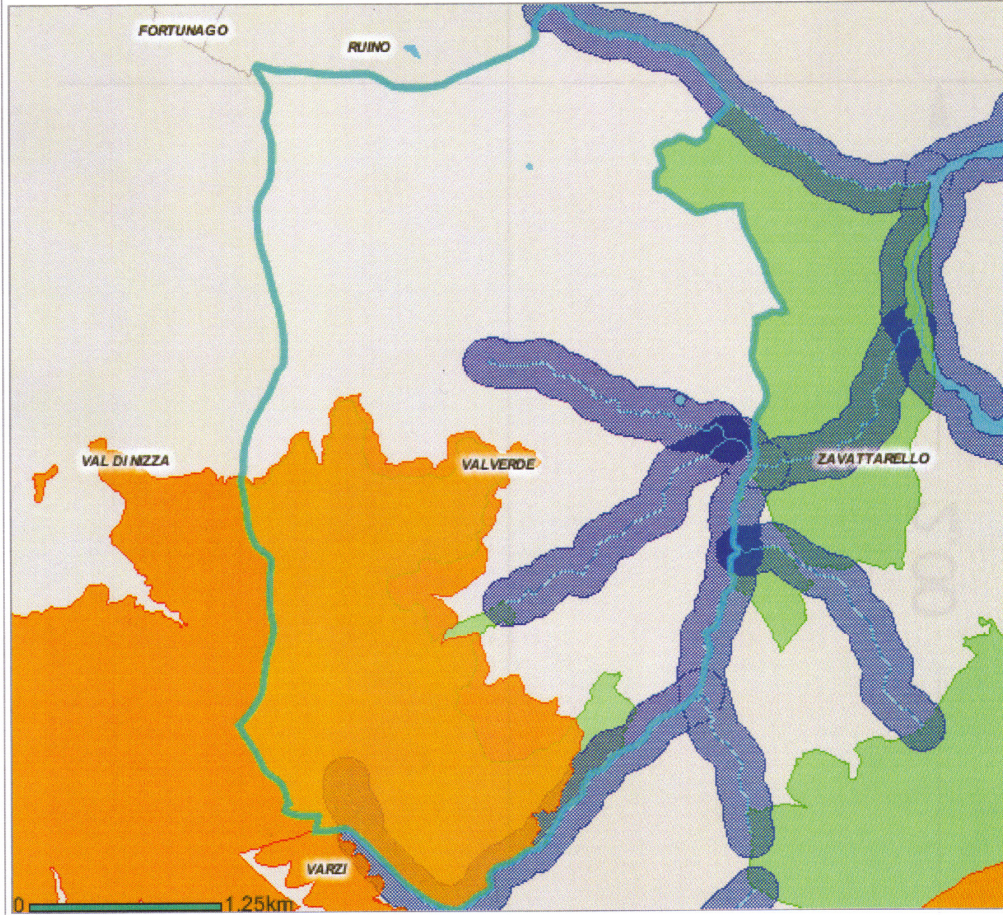 FORTUNAGO
RUINO
VAL DI NIZZA
VALVERDE
ZAVATTARELLO
VARZI
0 1.25km